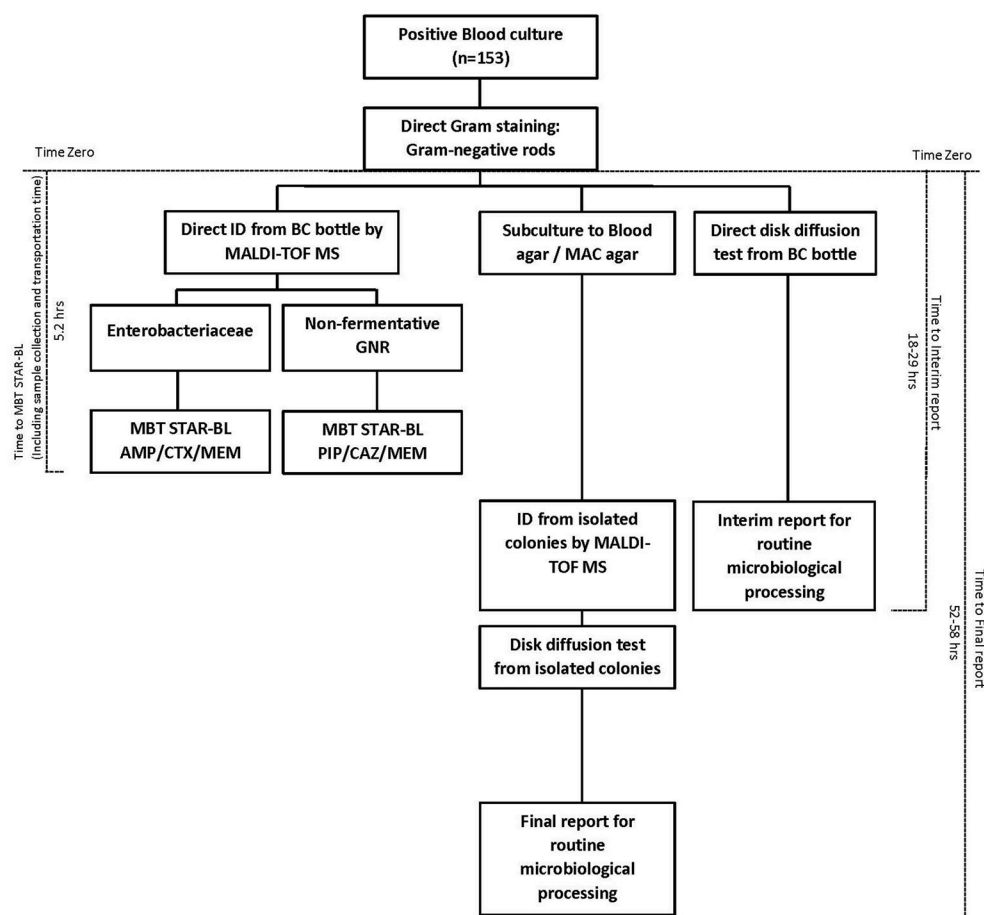 Positive Blood culture
(n=153)
Direct Gram staining:
Gram-negative rods
Time Zero
Time Zero
Direct ID from BC bottle by
MALDI-TOF MS
Subculture to Blood
agar / MAC agar
Direct disk diffusion
test from BC bottle
Enterobacteriaceae
Non-fermentative
GNR
MBT STAR-BL
AMP/CTX/MEM
MBT STAR-BL
PIP/CAZ/MEM
Time to MBT STAR-BL
(Including sample collection and transportation time)
5.2 hrs
Time to Interim report
18-29 hrs
ID from isolated
colonies by MALDI-
TOF MS
Interim report for
routine
microbiological
processing
Disk diffusion test
from isolated colonies
Time to Final report
52-58 hrs
Final report for
routine
microbiological
processing